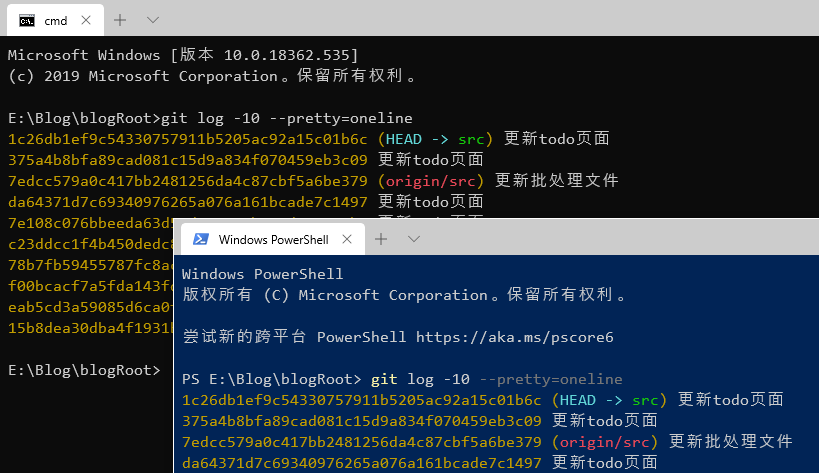 cmd
Microsoft Windows [版本 10.0.18362.535]
(c) 2019 Microsoft Corporation。保留所有权利。
E:\Blog\blogRoot>git log -10 --pretty=oneline
1c26db1ef9c54330757911b5205ac92a15c01b6c (HEAD -> src) 更新todo页面
375a4b8bfa89cad081c15d9a834f070459eb3c09 更新todo页面
7edcc579a0c417bb2481256da4c87cbf5a6be379 (origin/src) 更新批处理文件
da64371d7c69340976265a076a161bcade7c1497 更新todo页面
7e108c076bbeeda63d5
c23ddcc1f4b450dedc
78b7fb59455787fc8a
f00bcacf7a5fda143f
eab5cd3a59085d6ca0
15b8dea30dba4f1931
E:\Blog\blogRoot>
Windows PowerShell
Windows PowerShell
版权所有 (C) Microsoft Corporation。保留所有权利。
尝试新的跨平台 PowerShell https://aka.ms/pscore6
PS E:\Blog\blogRoot> git log -10 --pretty=oneline
1c26db1ef9c54330757911b5205ac92a15c01b6c (HEAD -> src) 更新todo页面
375a4b8bfa89cad081c15d9a834f070459eb3c09 更新todo页面
7edcc579a0c417bb2481256da4c87cbf5a6be379 (origin/src) 更新批处理文件
da64371d7c69340976265a076a161bcade7c1497 更新todo页面